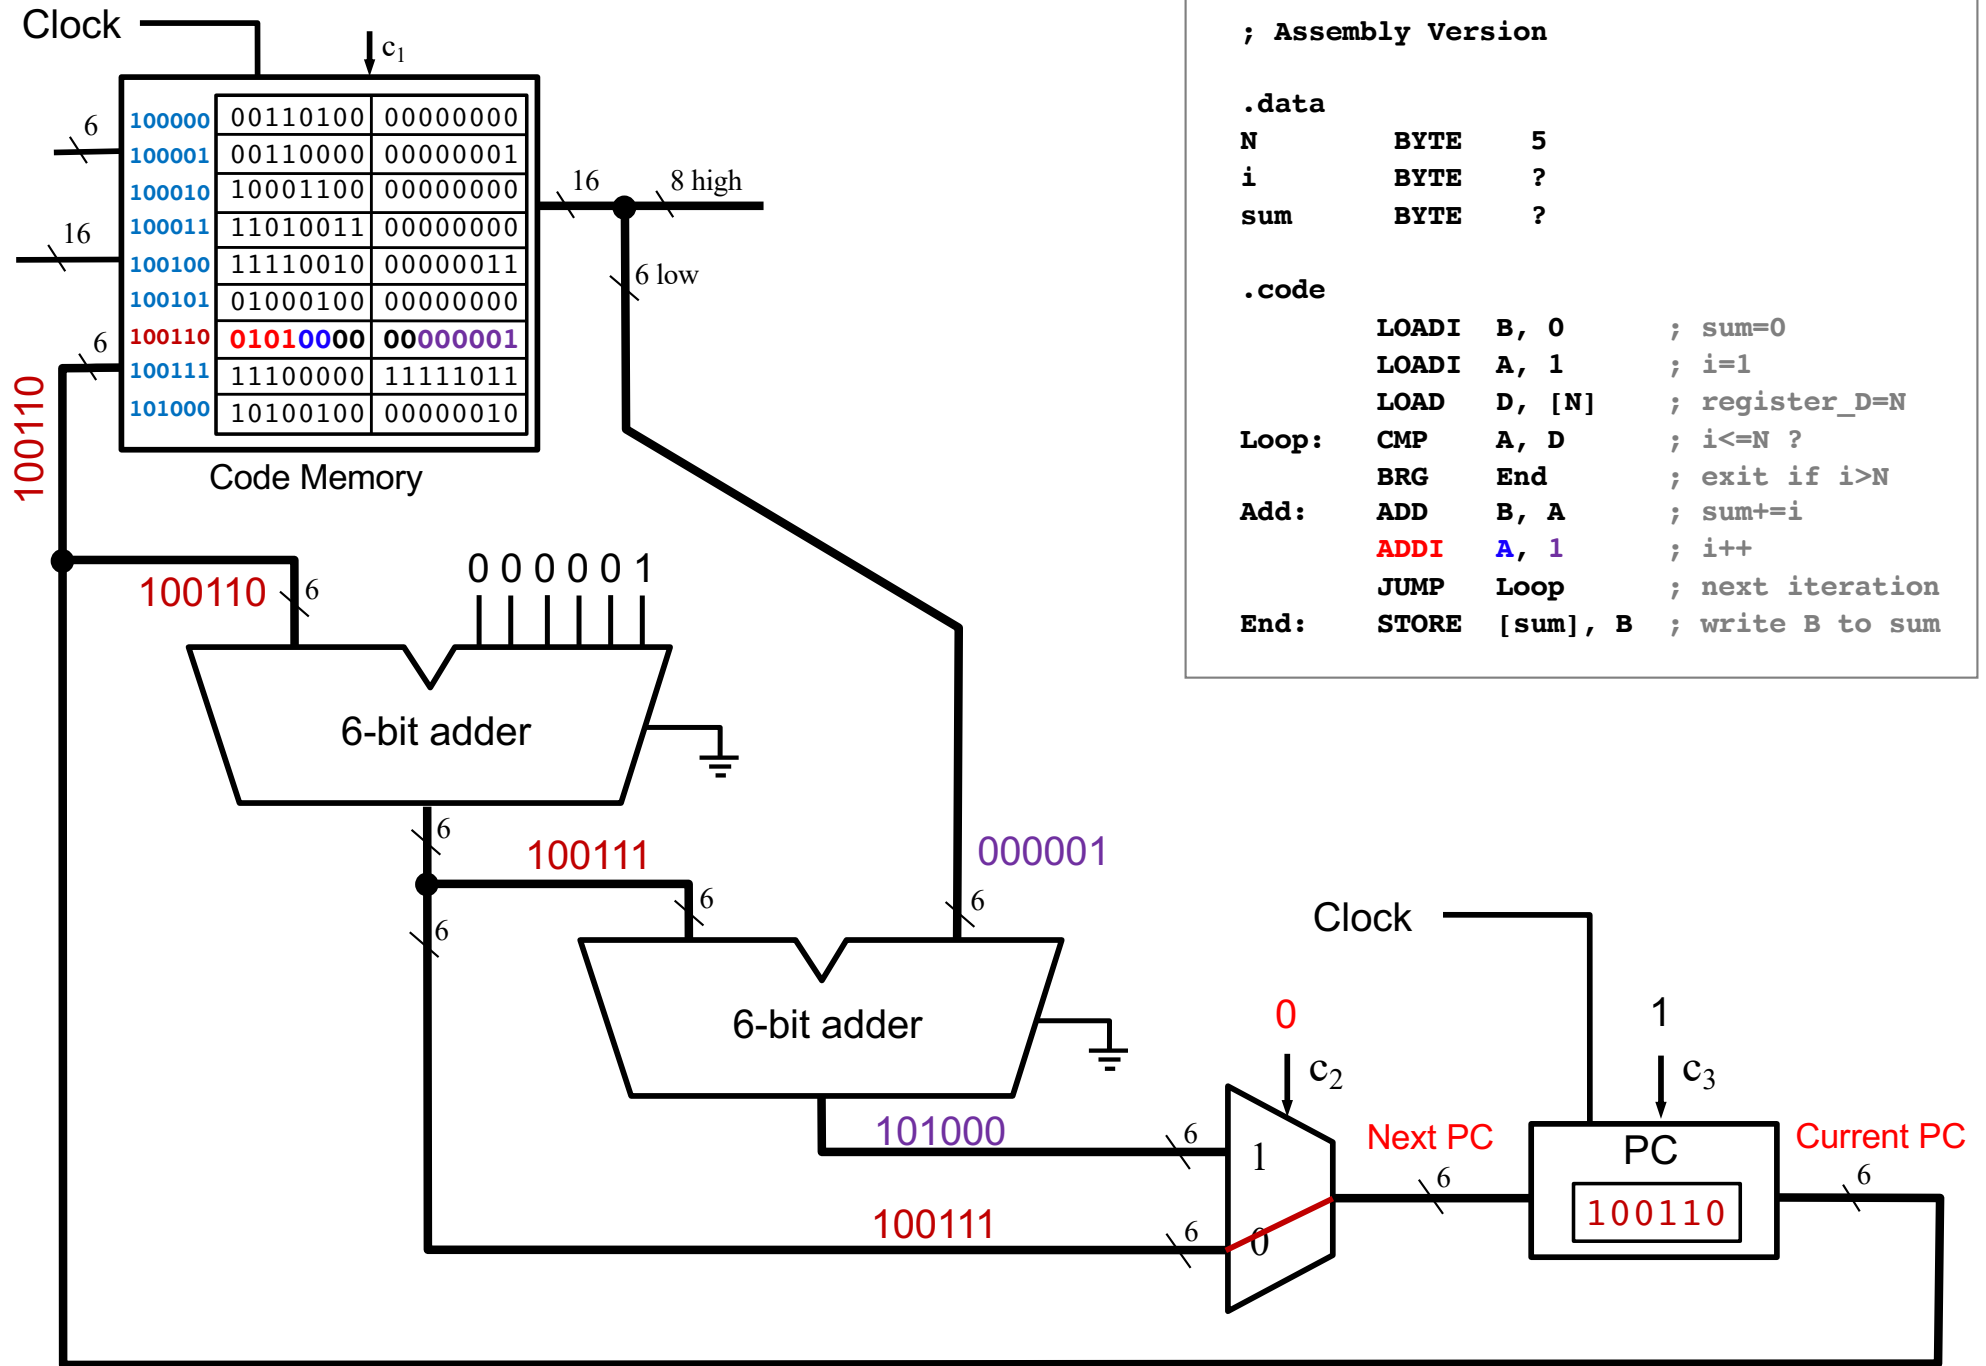 Clock
c1
6
16
6
100000 00110100 00000000
100001 00110000 00000001
100010 10001100 00000000
100011 11010011 00000000
100100 11110010 00000011
100101 01000100 00000000
100110 01010000 00000001
100111 11100000 11111011
101000 10100100 00000010
Code Memory
16
8 high
6 low
100110
100110
6
0 0 0 0 0 1
6-bit adder
6
100111
6
6
000001
6
6-bit adder
101000
6
100111
6
0
c2
1
0
Next PC
6
Clock
1
c3
PC
100110
Current PC
6
; Assembly Version
.data
N BYTE 5
i BYTE ?
sum BYTE ?
.code
LOADI B, 0 ; sum=0
LOADI A, 1 ; i=1
LOAD D, [N] ; register_D=N
Loop: CMP A, D ; i<=N ?
BRG End ; exit if i>N
Add: ADD B, A ; sum+=i
ADDI A, 1 ; i++
JUMP Loop ; next iteration
End: STORE [sum], B ; write B to sum